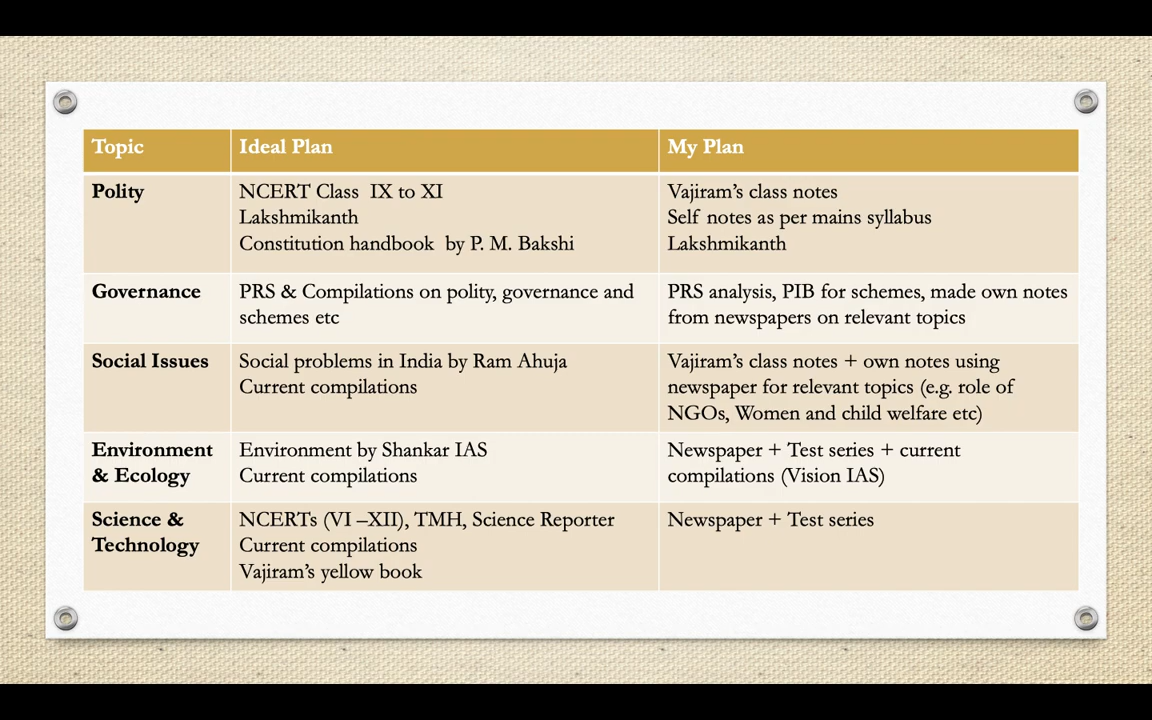 Topic
Ideal Plan
My Plan
Polity
NCERT Class  IX to XI
Lakshmikanth
Constitution handbook  by P. M. Bakshi
Vajiram’s class notes
Self notes as per mains syllabus
Lakshmikanth
Governance
PRS & Compilations on polity, governance and
schemes etc
PRS analysis, PIB for schemes, made own notes
from newspapers on relevant topics
Social Issues
Social problems in India by Ram Ahuja
Current compilations
Vajiram’s class notes + own notes using
newspaper for relevant topics (e.g. role of
NGOs, Women and child welfare etc)
Environment
& Ecology
Environment by Shankar IAS
Current compilations
Newspaper + Test series + current
compilations (Vision IAS)
Science &
Technology
NCERTs (VI –XII), TMH, Science Reporter
Current compilations
Vajiram’s yellow book
Newspaper + Test series